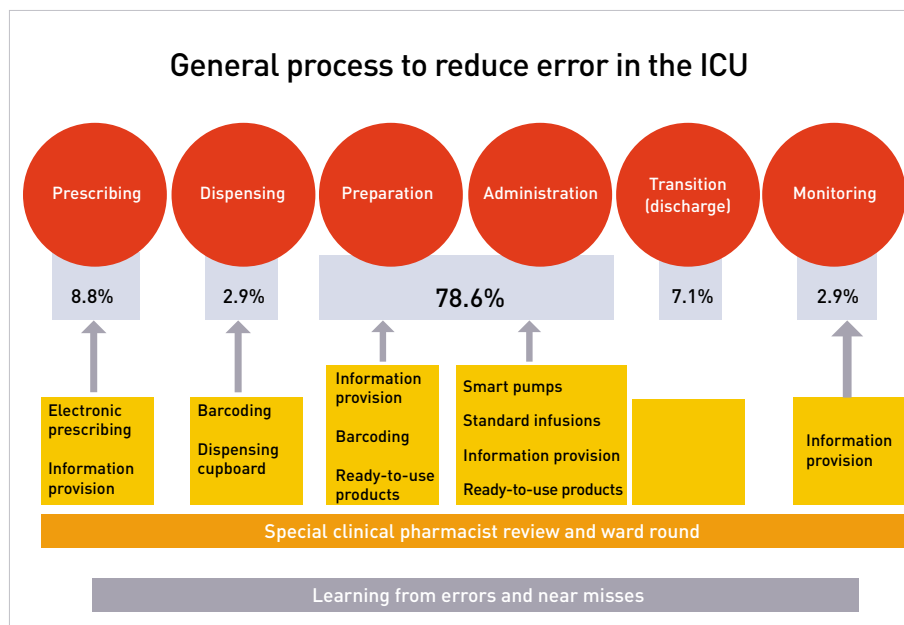 General process to reduce error in the ICU
Prescribing
Dispensing
Preparation
Administration
Transition
(discharge)
Monitoring
8.8%
2.9%
78.6%
7.1%
2.9%
Electronic
prescribing
Information
provision
Barcoding
Dispensing
cupboard
Information
provision
Barcoding
Ready-to-use
products
Smart pumps
Standard infusions
Information provision
Ready-to-use products
Information
provision
Special clinical pharmacist review and ward round
Learning from errors and near misses